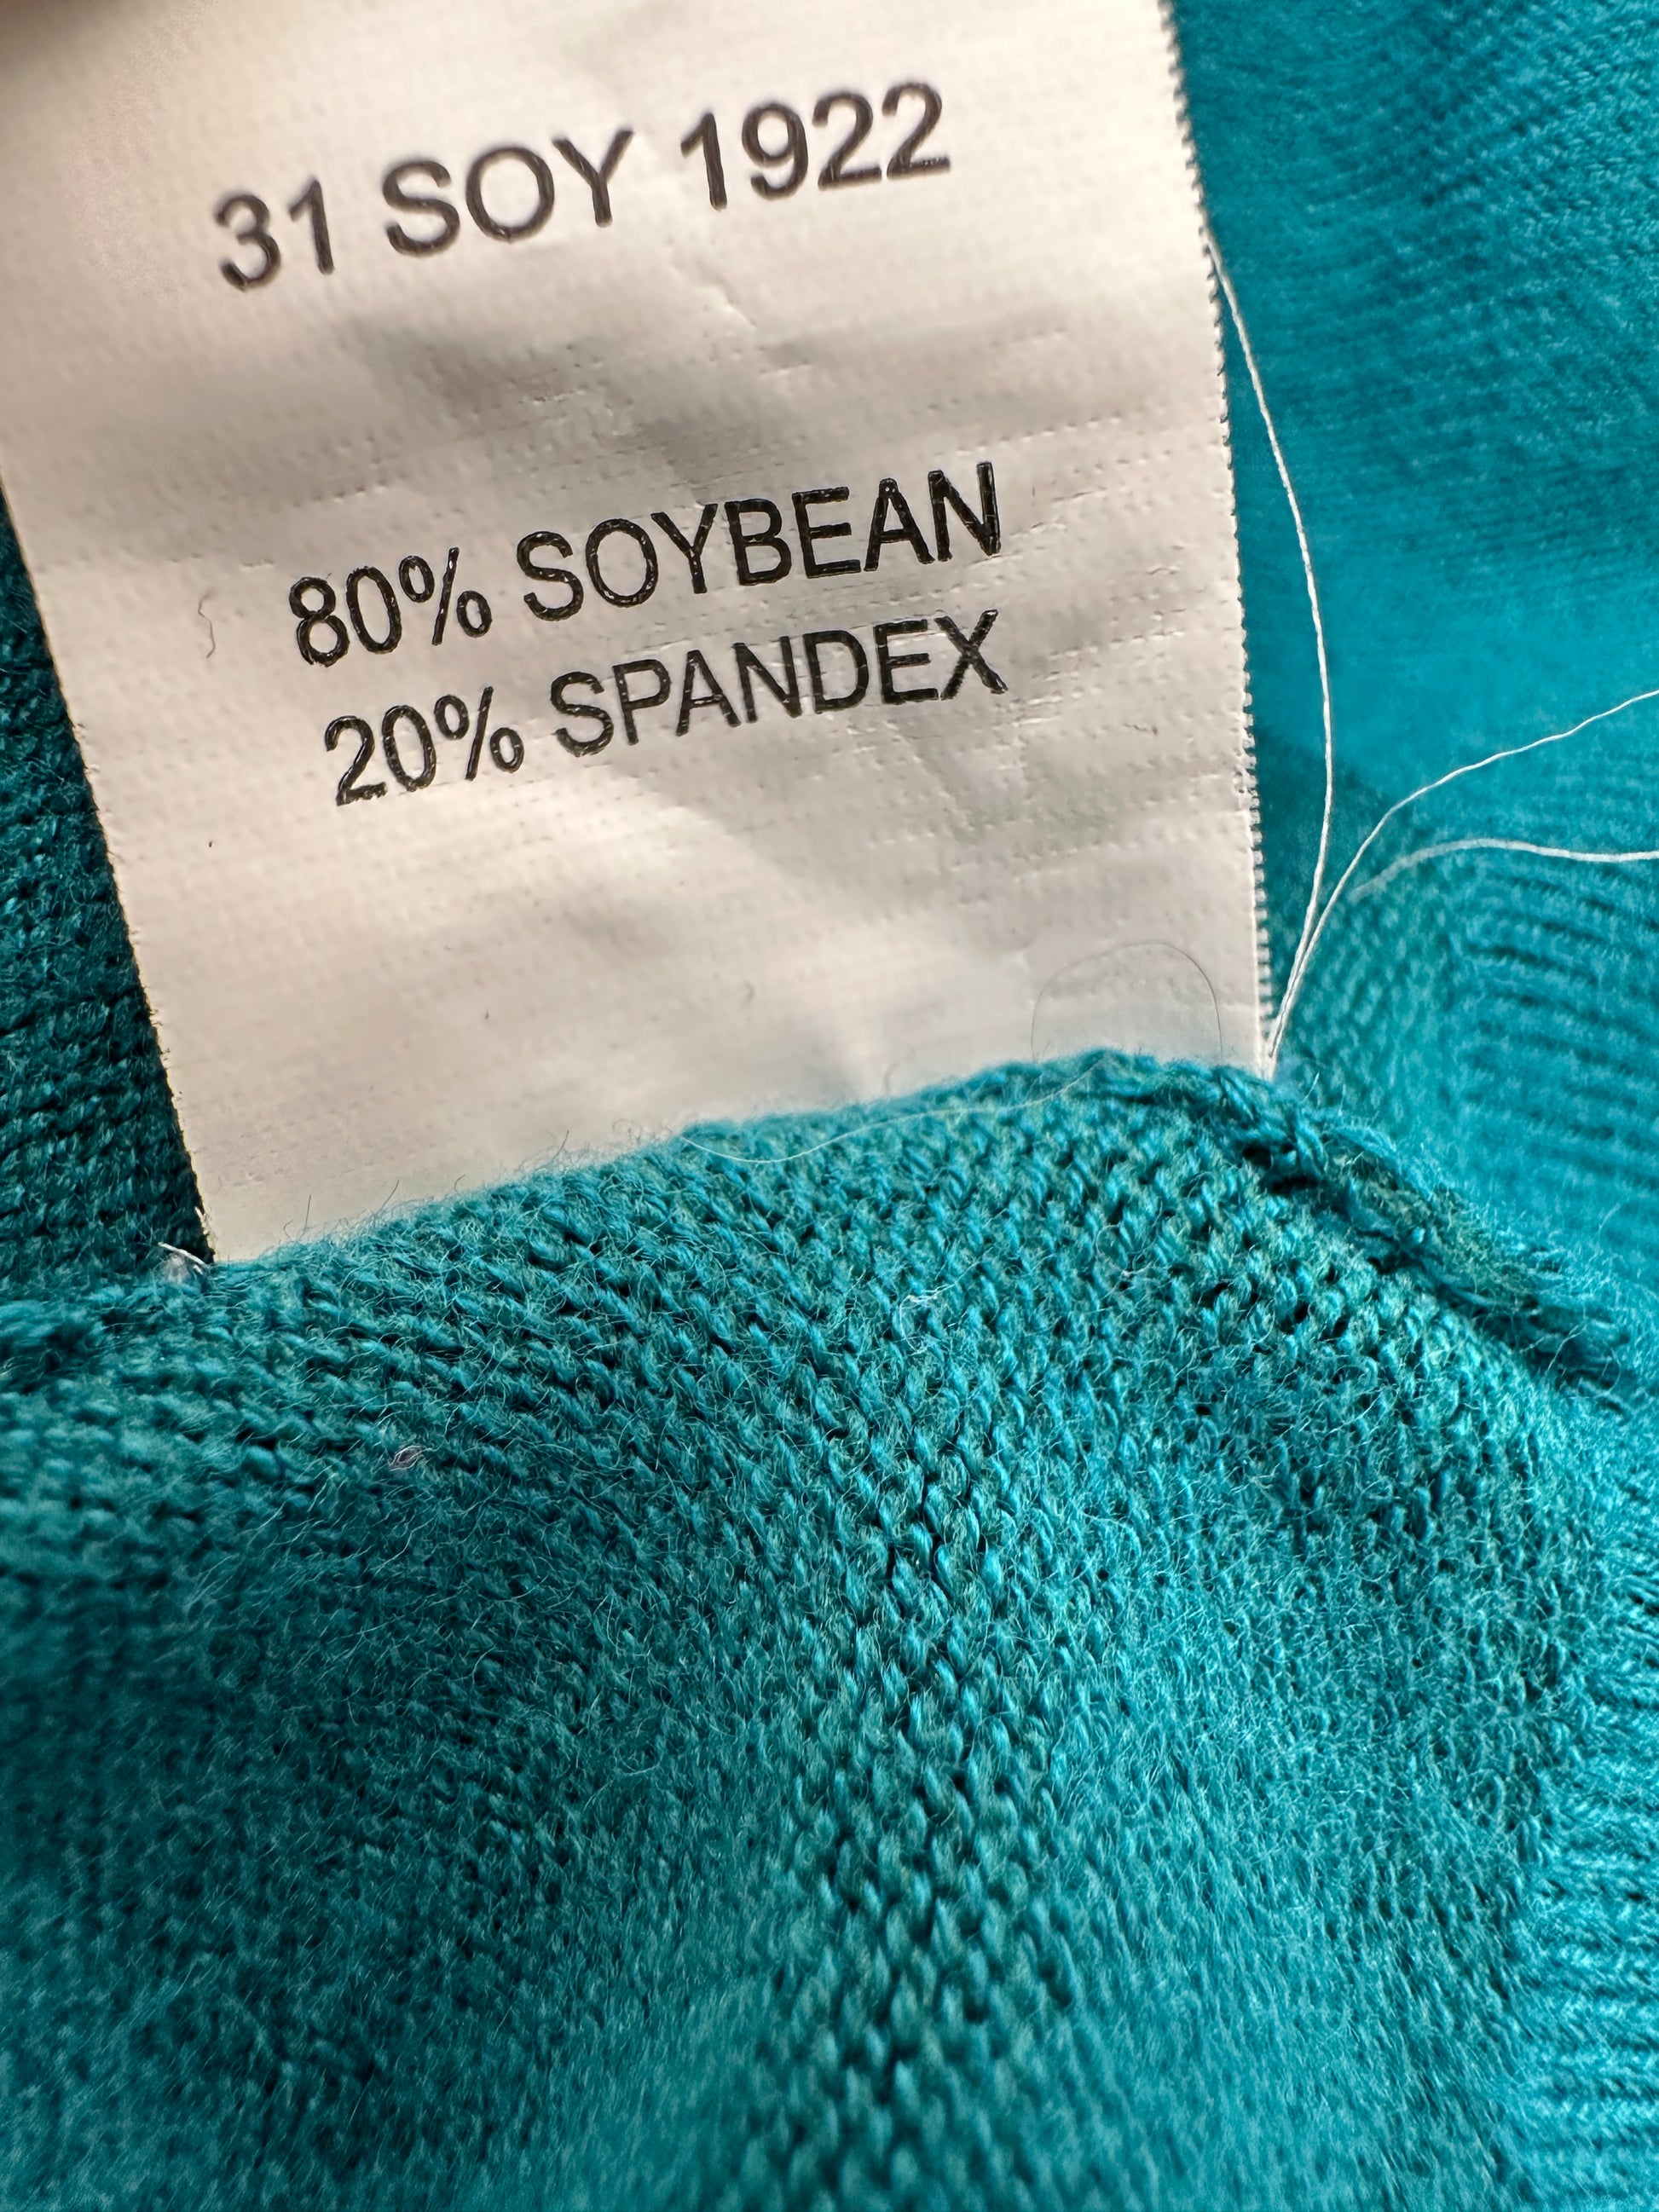 31 SOY 1922
80% SOYBEAN
20% SPANDEX